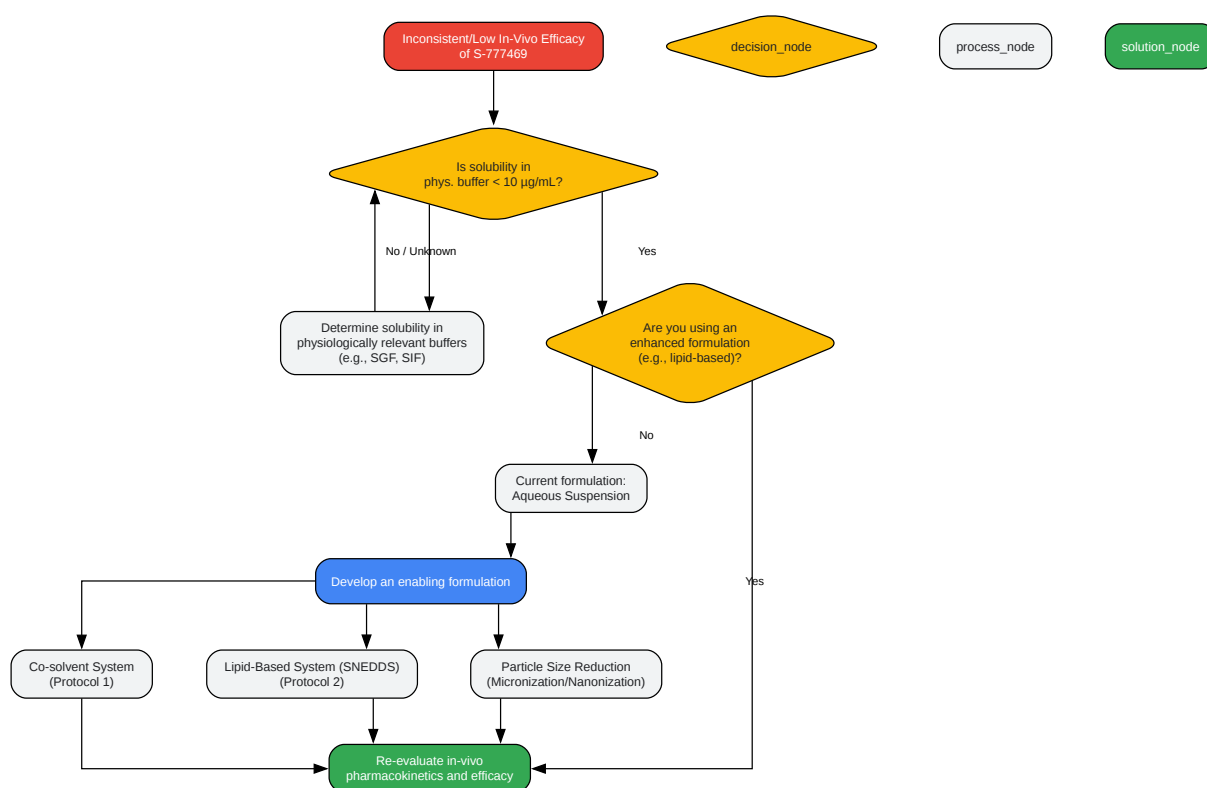 Inconsistent/Low In-Vivo Efficacy
of S-777469
decision_node
process_node
solution_node
Is solubility in
phys. buffer < 10 µg/mL?
No / Unknown
Yes
Determine solubility in
physiologically relevant buffers
(e.g., SGF, SIF)
Are you using an
enhanced formulation
(e.g., lipid-based)?
No
Current formulation:
Aqueous Suspension
Develop an enabling formulation
Yes
Co-solvent System
(Protocol 1)
Lipid-Based System (SNEDDS)
(Protocol 2)
Particle Size Reduction
(Micronization/Nanonization)
Re-evaluate in-vivo
pharmacokinetics and efficacy